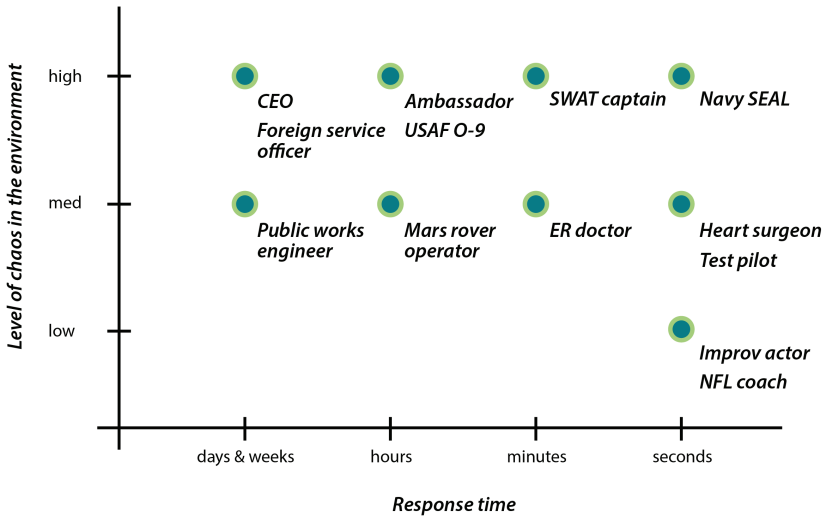 Level of chaos in the environment
high
CEO
Foreign service
officer
Ambassador
USAF O-9
SWAT captain
Navy SEAL
med
Public works
engineer
Mars rover
operator
ER doctor
Heart surgeon
Test pilot
low
Improv actor
NFL coach
days & weeks
hours
minutes
seconds
Response time